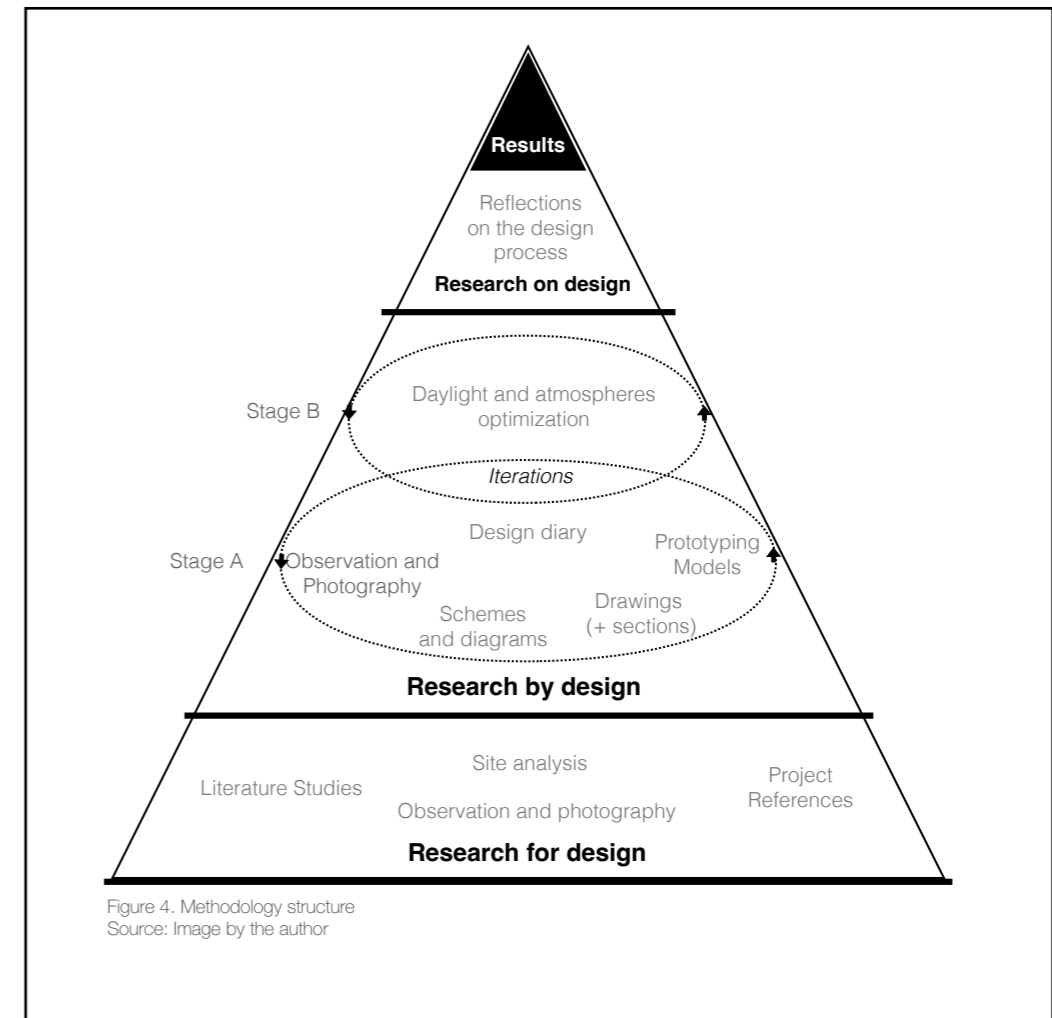 Results
Reflections
on the design
process
Research on design
Stage B
Daylight and atmospheres
optimization
Iterations
Design diary
Stage A
Observation and
Photography
Prototyping
Models
Schemes
and diagrams
Drawings
(+ sections)
Research by design
Literature Studies
Site analysis
Observation and photography
Project
References
Research for design
Figure 4. Methodology structure
Source: Image by the author